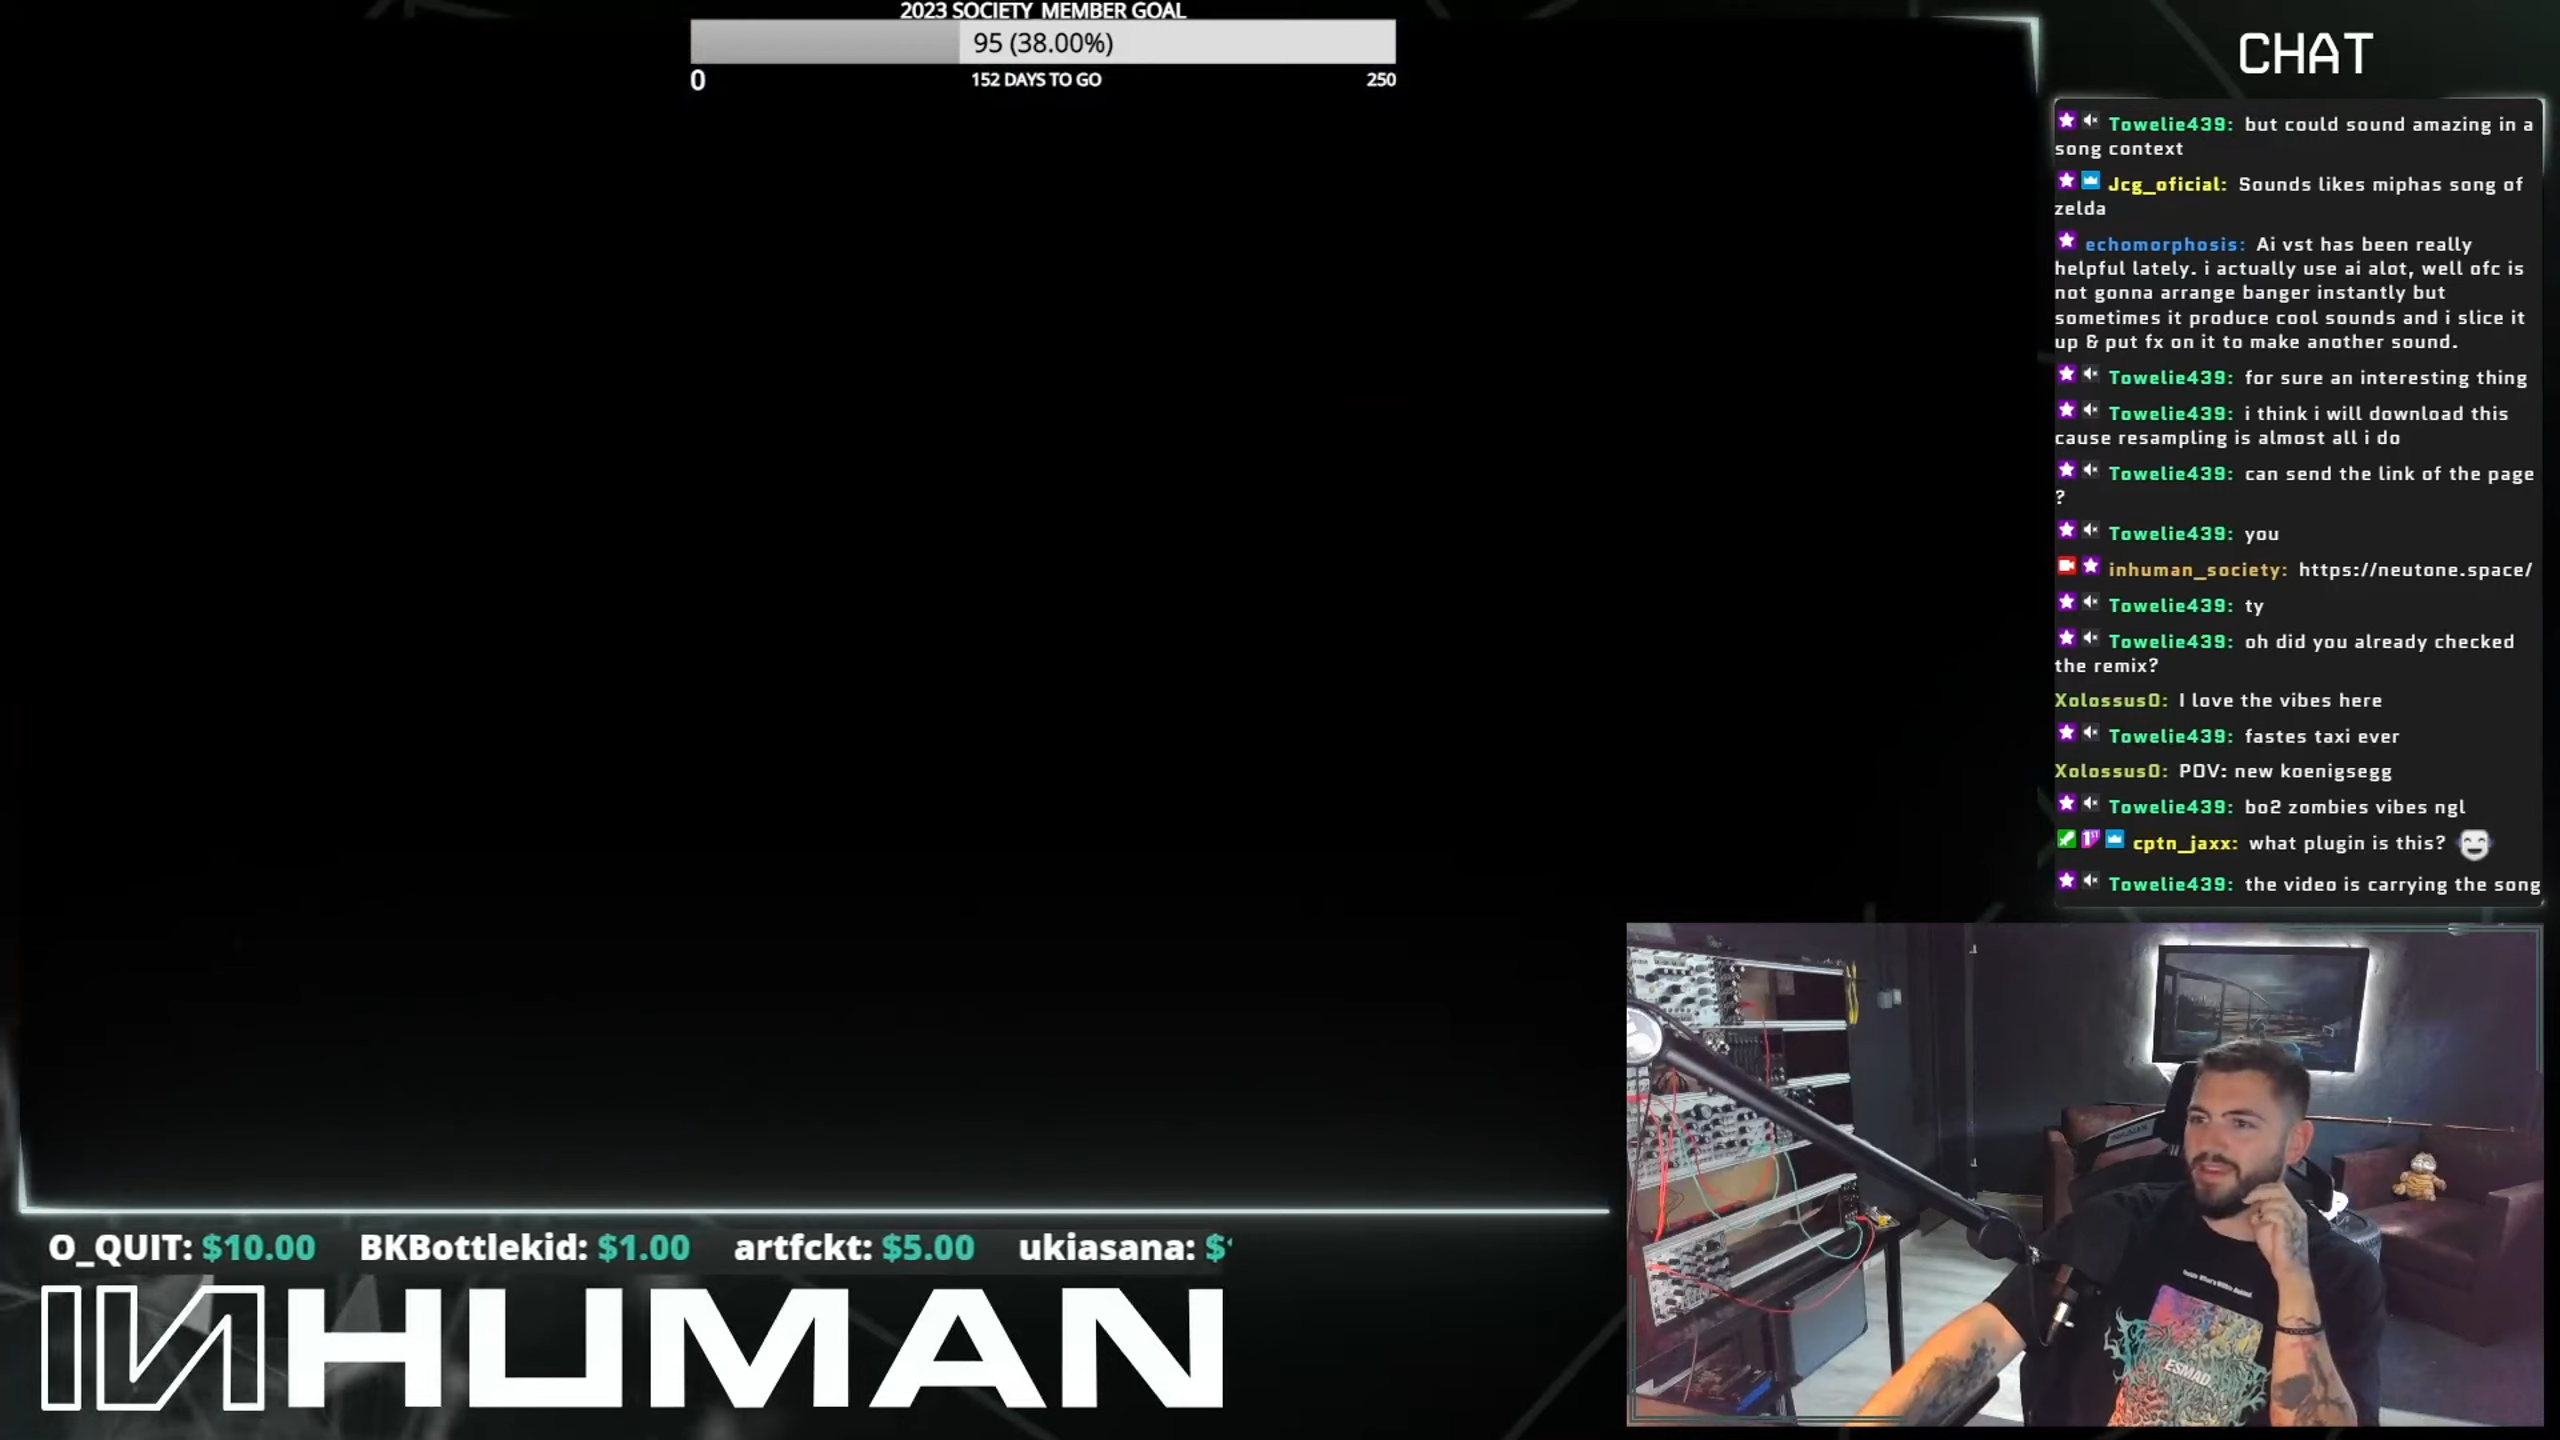 2023 SOCIETY MEMBER GOAL
95 (38.00%)
0
152 DAYS TO GO
250
CHAT
Towelie439: but could sound amazing in a
song context
Jcg_oficial: Sounds likes miphas song of
zelda
echomorphosis: Ai vst has been really
helpful lately. i actually use ai alot, well ofc is
not gonna arrange banger instantly but
sometimes it produce cool sounds and i slice it
up & put fx on it to make another sound.
Towelie439: for sure an interesting thing
Towelie439: i think i will download this
cause resampling is almost all i do
Towelie439: can send the link of the page
?
Towelie439: you
inhuman_society: https://neutone.space/
Towelie439: ty
Towelie439: oh did you already checked
the remix?
Xolossus0: I love the vibes here
Towelie439: fastes taxi ever
Xolossus0: POV: new koenigsegg
Towelie439: bo2 zombies vibes ngl
cptn_jaxx: what plugin is this?
Towelie439: the video is carrying the song
O_QUIT: $10.00 BKBottlekid: $1.00 artfckt: $5.00 ukiasana: $
INHUMAN
ESMAD